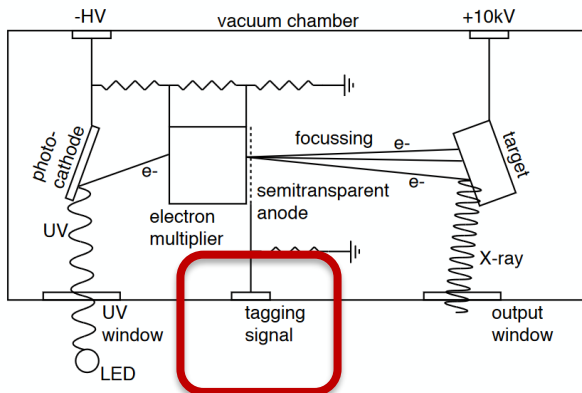 -HV
vacuum chamber
+10kV
photo-
cathode
e-
electron
multiplier
focussing
e-
e-
semitransparent
anode
target
UV
X-ray
UV
window
tagging
signal
output
window
LED